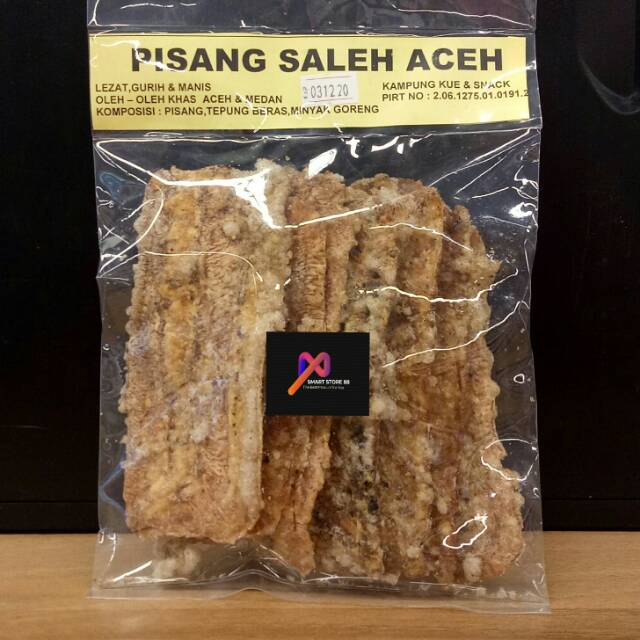 PISANG SALEH ACEH
LEZAT,GURIH & MANIS
OLEH – OLEH KHAS ACEH & MEDAN
KOMPOSISI : PISANG,TEPUNG BERAS,MINYAK GORENG
031220
KAMPUNG KUE & SNACK
PIRT NO : 2.06.1275.01.0191.2
SMART STORE 88